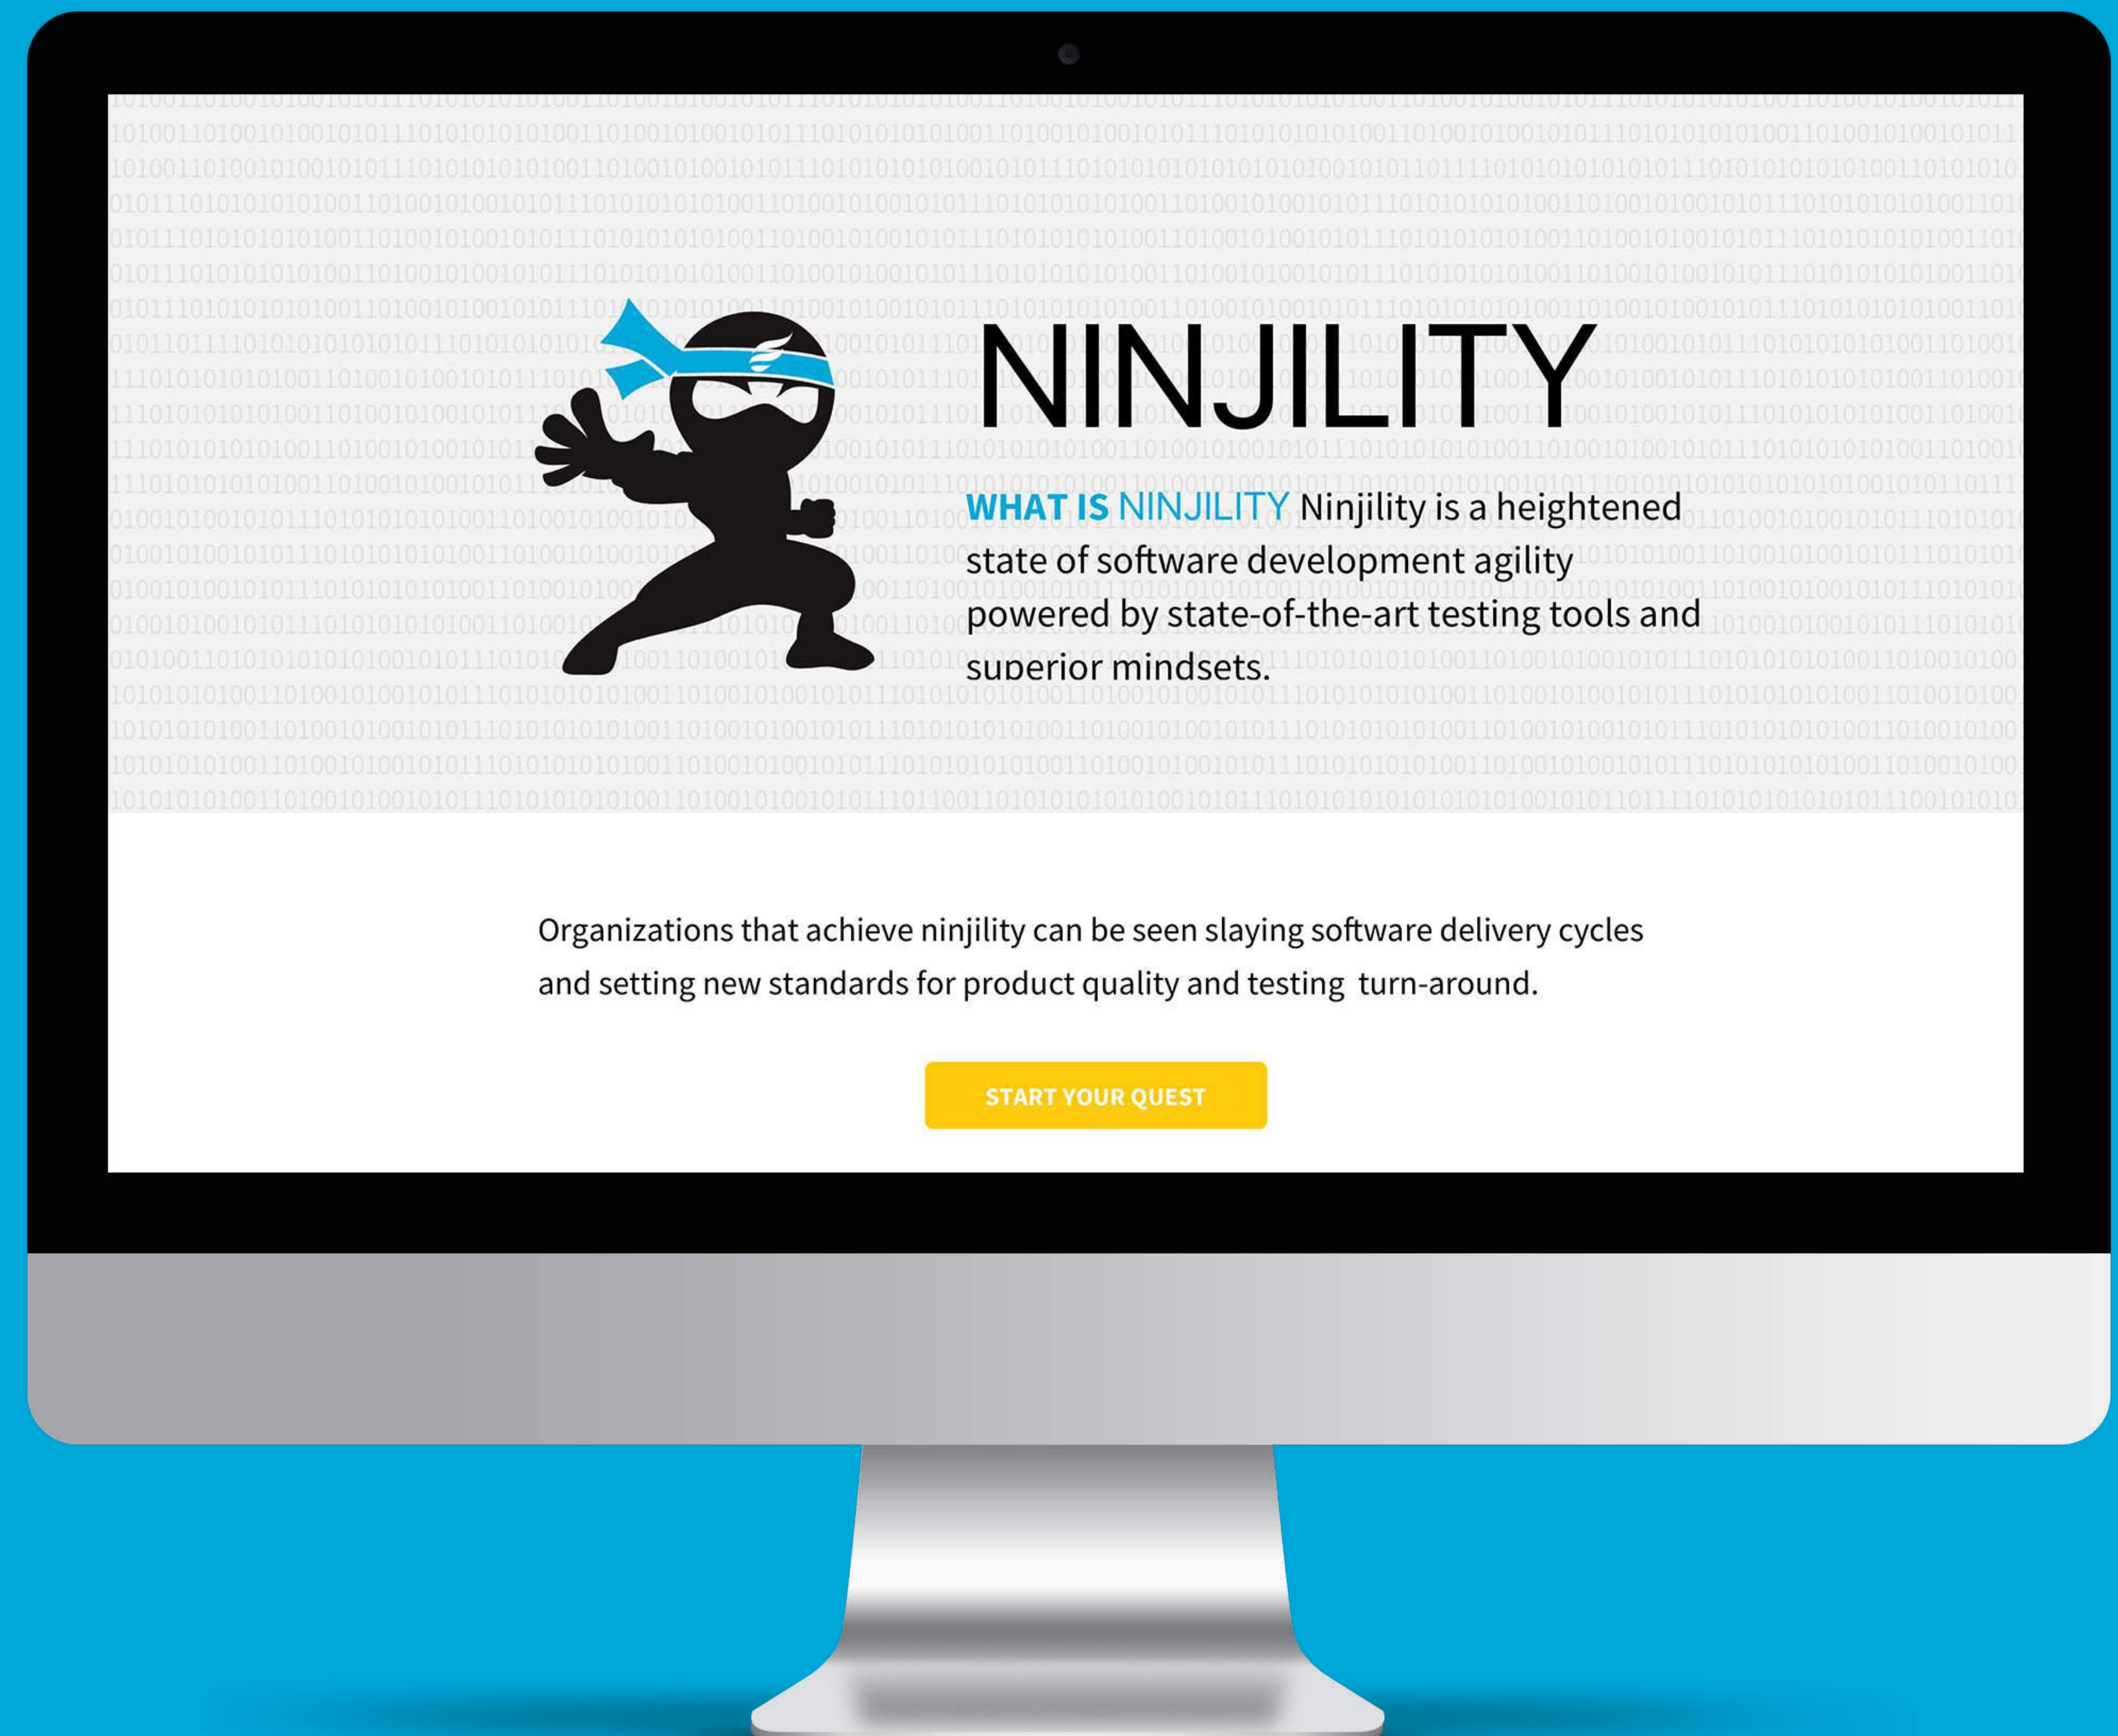 NINJILITY
WHAT IS NINJILITY Ninjility is a heightened
state of software development agility
powered by state-of-the-art testing tools and
superior mindsets.
Organizations that achieve ninjility can be seen slaying software delivery cycles
and setting new standards for product quality and testing turn-around.
START YOUR QUEST